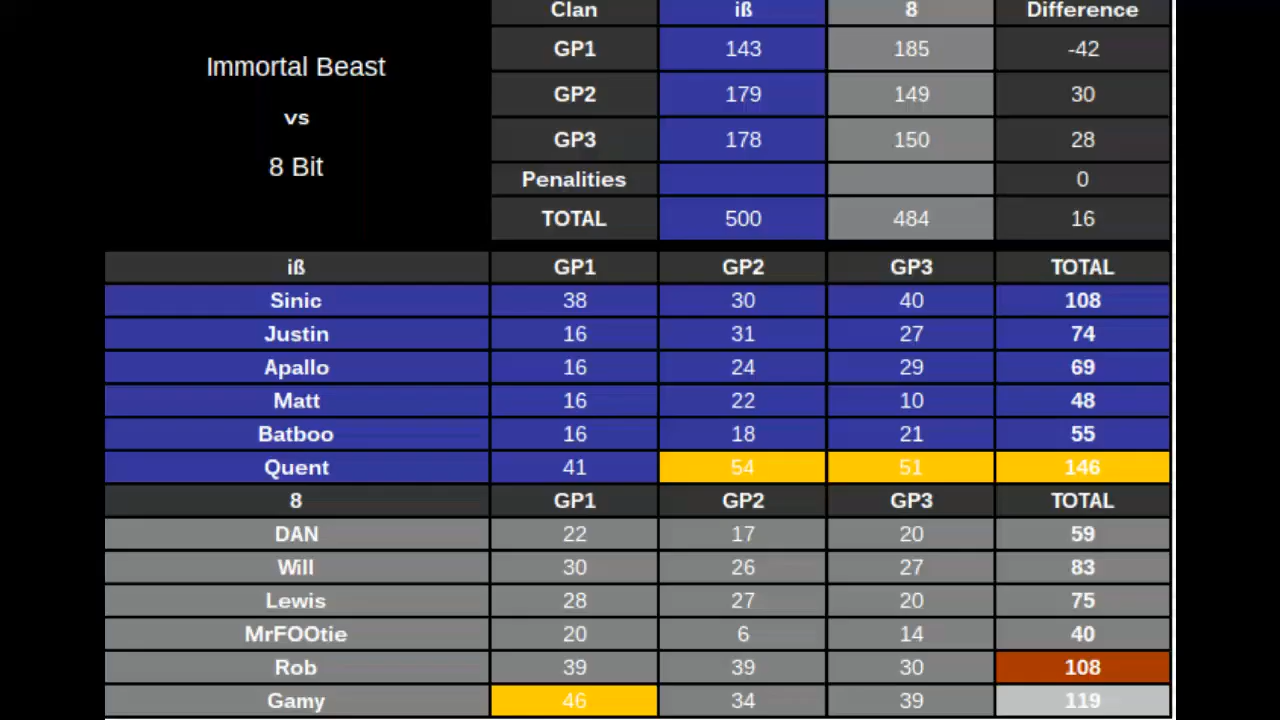 Clan iß 8 Difference
GP1 143 185 -42
Immortal Beast
GP2 179 149 30
vs
GP3 178 150 28
8 Bit
Penalities 0
TOTAL 500 484 16
iß GP1 GP2 GP3 TOTAL
Sinic 38 30 40 108
Justin 16 31 27 74
Apallo 16 24 29 69
Matt 16 22 10 48
Batboo 16 18 21 55
Quent 41 54 51 146
8 GP1 GP2 GP3 TOTAL
DAN 22 17 20 59
Will 30 26 27 83
Lewis 28 27 20 75
MrFOOtie 20 6 14 40
Rob 39 39 30 108
Gamy 46 34 39 119